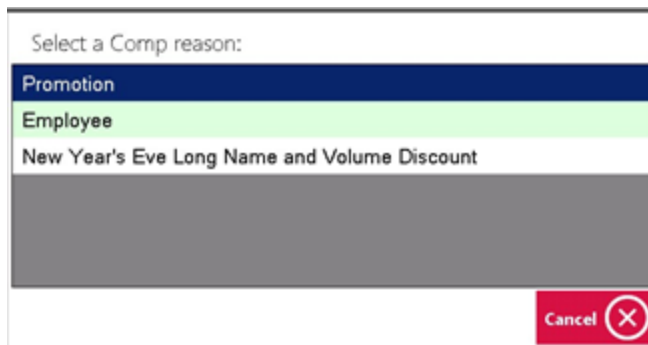 Select a Comp reason:
Promotion
Employee
New Year's Eve Long Name and Volume Discount
Cancel